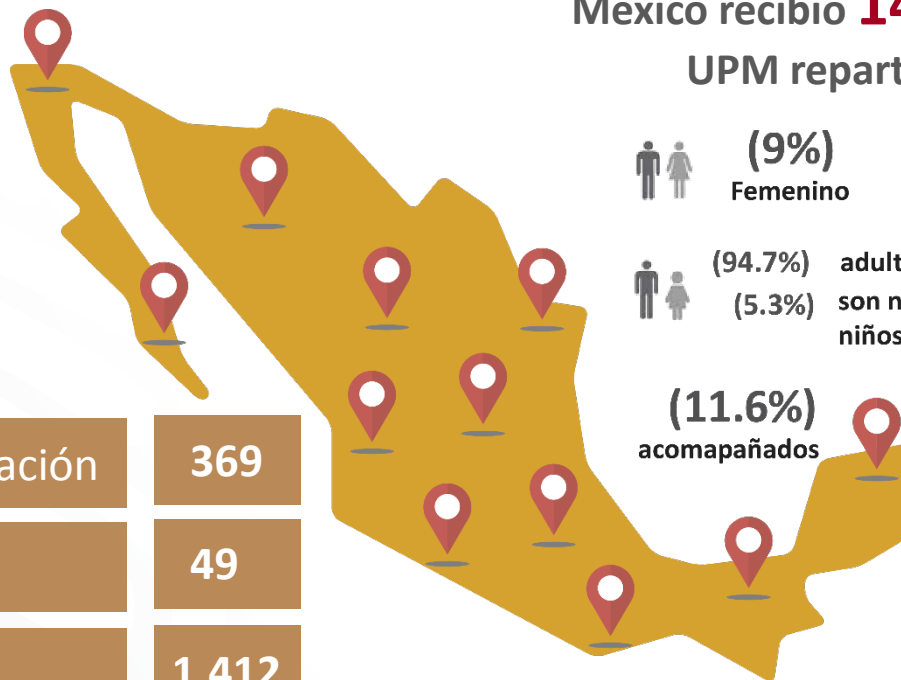 México recibió 14
UPM repart
(9%)
Femenino
(94.7%) adult
(5.3%) son n
niños
(11.6%)
acomapañados
ación 369
49
1,412